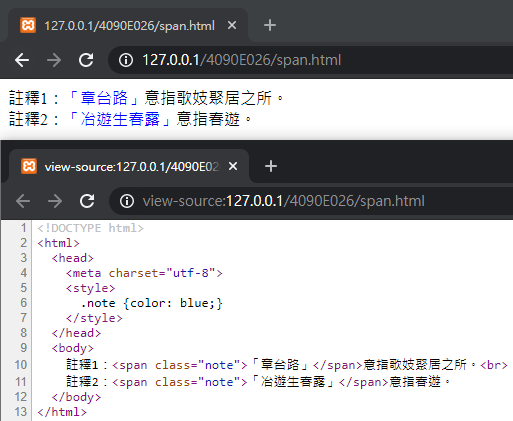 127.0.0.1/4090E026/span.html
127.0.0.1/4090E026/span.html
註釋1：「章台路」意指歌妓聚居之所。
註釋2：「冶遊生春露」意指春遊。
view-source:127.0.0.1/4090E02
view-source:127.0.0.1/4090E026/span.html
1 <!DOCTYPE html>
2 <html>
3 <head>
4 <meta charset="utf-8">
5 <style>
6 .note {color: blue;}
7 </style>
8 </head>
9 <body>
10 註釋1：<span class="note">「章台路」</span>意指歌妓聚居之所。<br>
11 註釋2：<span class="note">「冶遊生春露」</span>意指春遊。
12 </body>
13 </html>